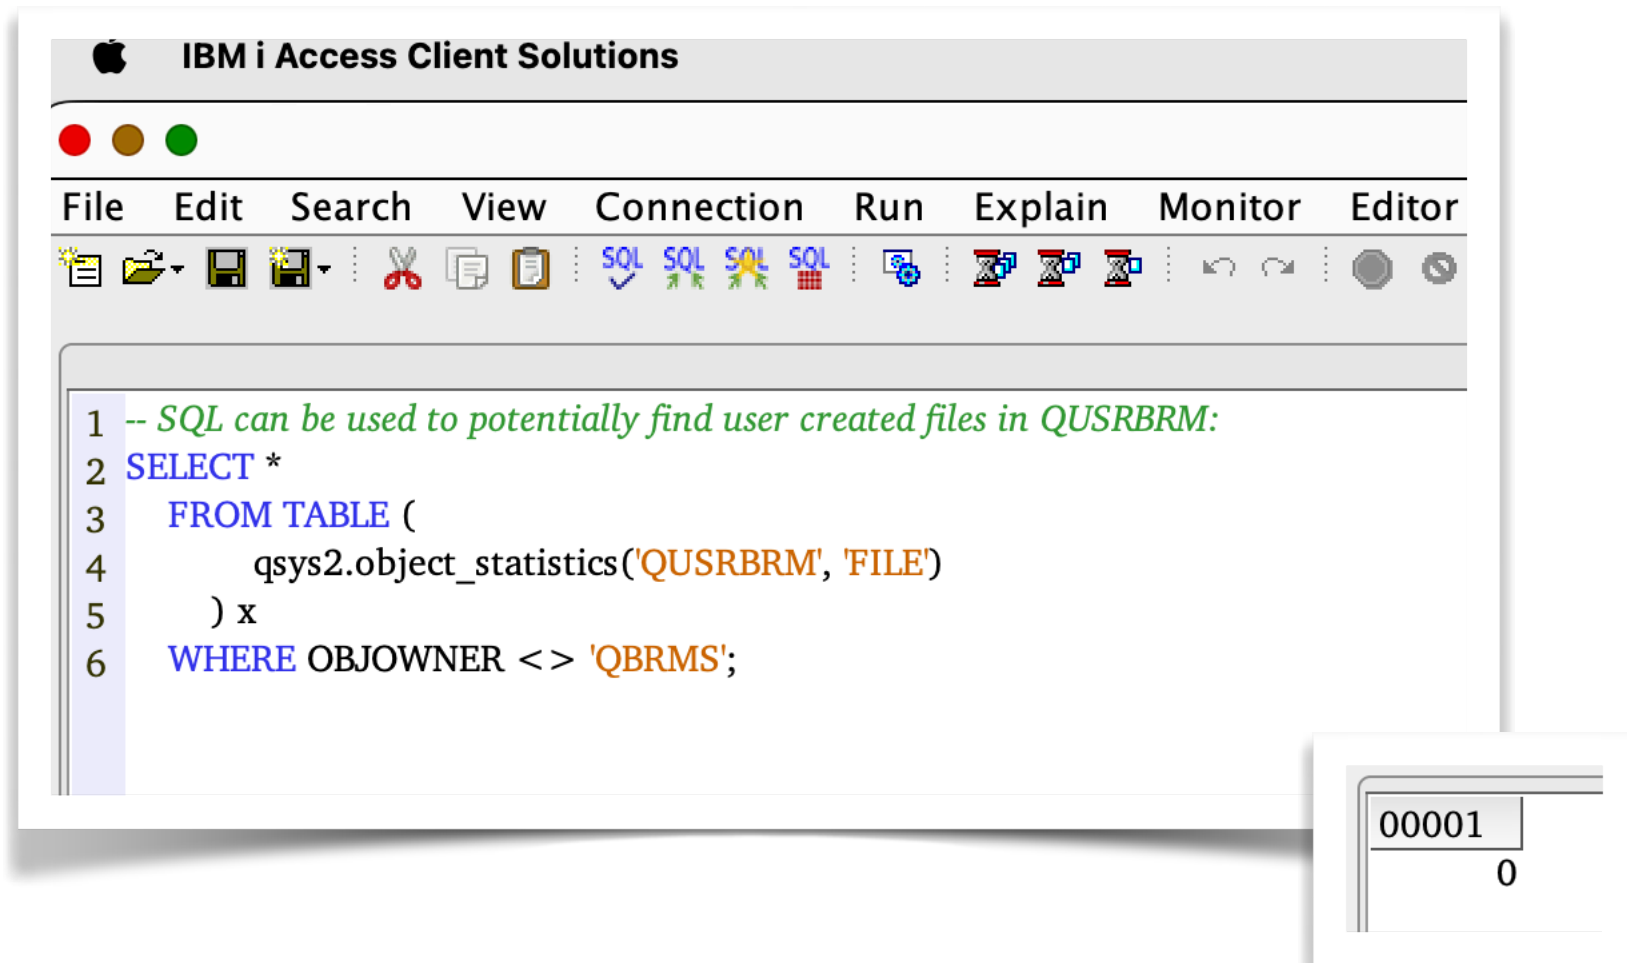 IBM i Access Client Solutions
File Edit Search View Connection Run Explain Monitor Editor
SQL SQL SQL SQL
1 -- SQL can be used to potentially find user created files in QUSRBRM:
2 SELECT *
3 FROM TABLE (
4 qsys2.object_statistics('QUSRBRM', 'FILE')
5 ) x
6 WHERE OBJOWNER <> 'QBRMS';
00001
0